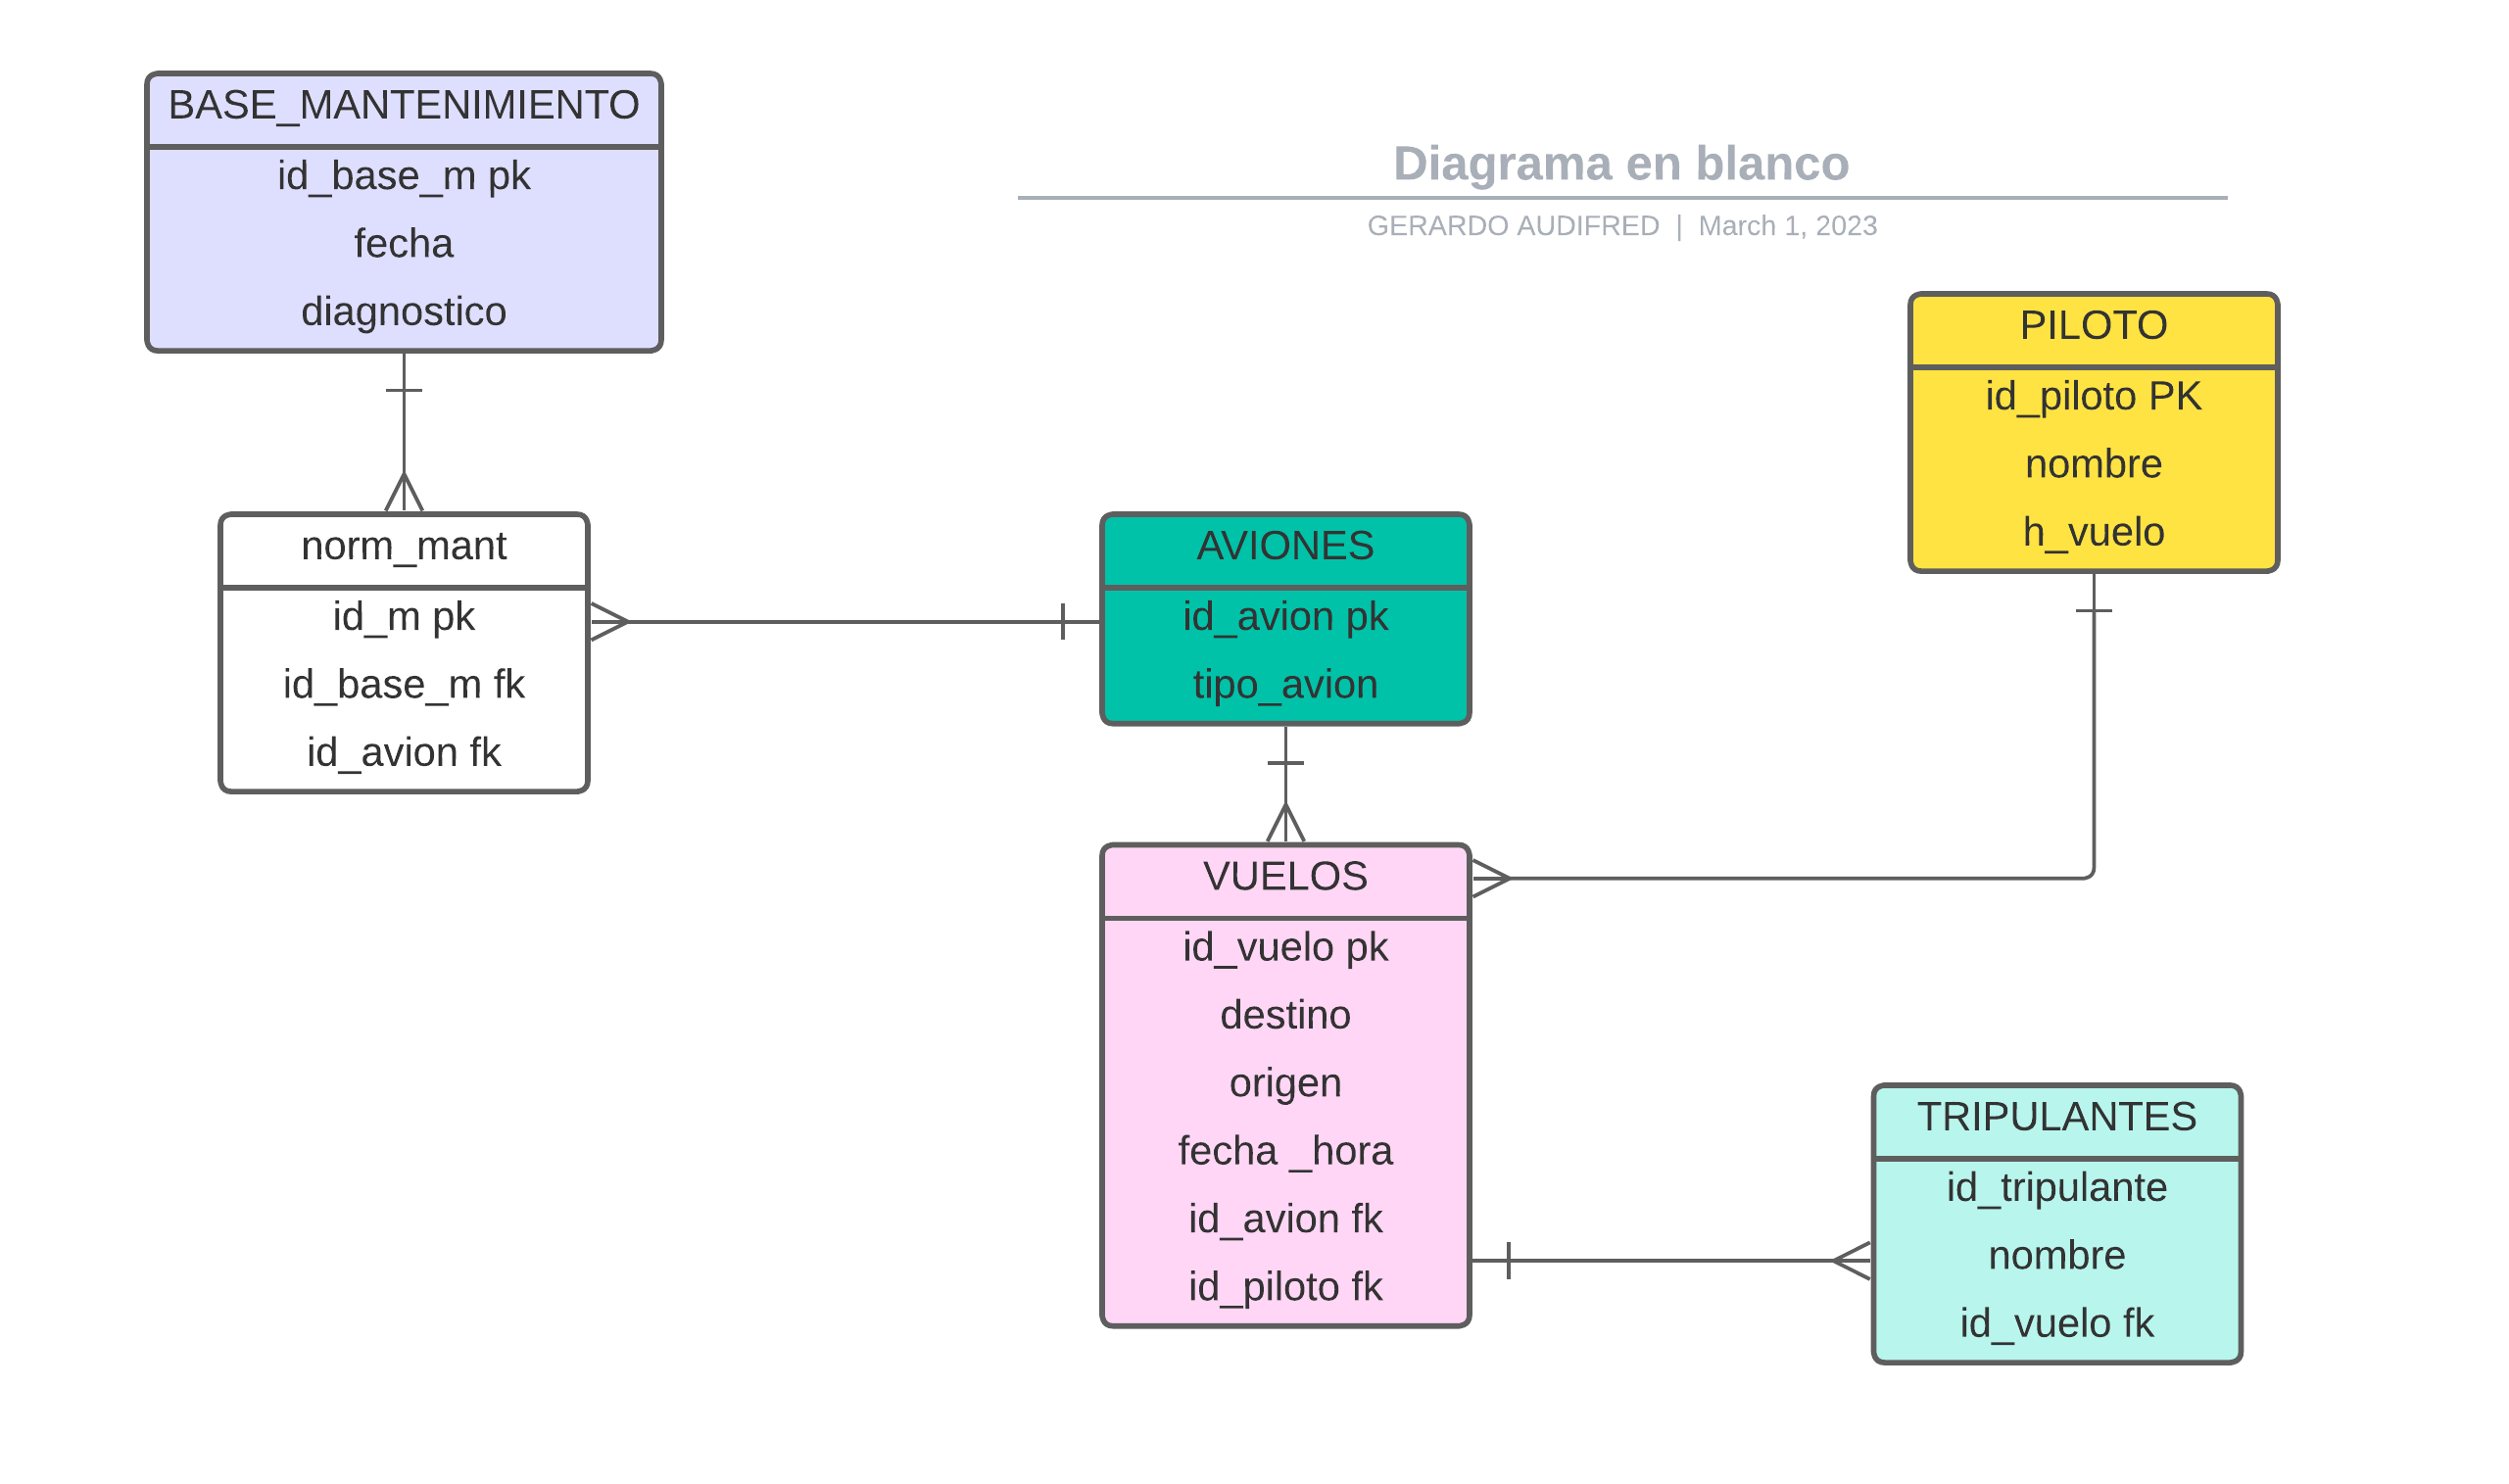 BASE_MANTENIMIENTO
id_base_m pk
fecha
diagnostico
Diagrama en blanco
GERARDO AUDIFRED | March 1, 2023
PILOTO
id_piloto PK
nombre
h_vuelo
norm_mant
id_m pk
id_base_m fk
id_avion fk
AVIONES
id_avion pk
tipo_avion
VUELOS
id_vuelo pk
destino
origen
fecha _hora
id_avion fk
id_piloto fk
TRIPULANTES
id_tripulante
nombre
id_vuelo fk